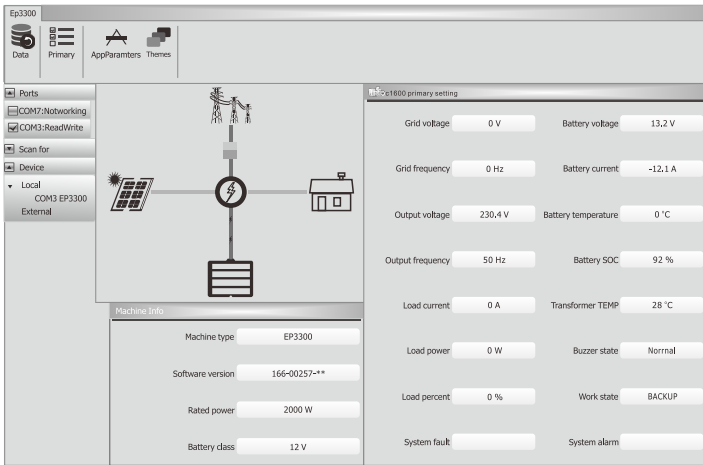 Ep3300
Data
Primary
AppParamters
Themes
Ports
COM7:Notworking
COM3:ReadWrite
Scan for
Device
Local
COM3 EP3300
External
Machine Info
Machine type EP3300
Software version 166-00257-**
Rated power 2000 W
Battery class 12 V
c1600 primary setting
Grid voltage 0 V Battery voltage 13,2 V
Grid frequency 0 Hz Battery current -12.1 A
Output voltage 230.4 V Battery temperature 0 °C
Output frequency 50 Hz Battery SOC 92 %
Load current 0 A Transformer TEMP 28 °C
Load power 0 W Buzzer state Norrnal
Load percent 0 % Work state BACKUP
System fault System alarm